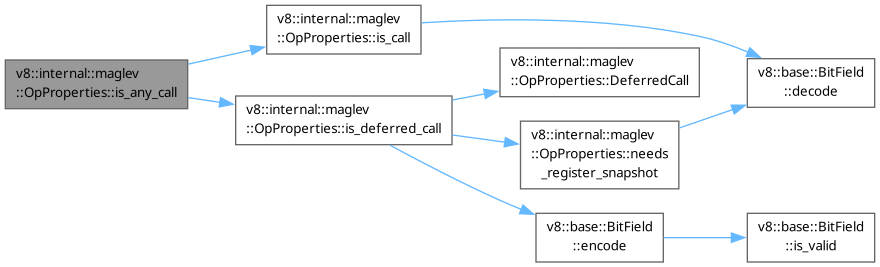 v8::internal::maglev
::OpProperties::is_any_call
v8::internal::maglev
::OpProperties::is_call
v8::internal::maglev
::OpProperties::is_deferred_call
v8::internal::maglev
::OpProperties::DeferredCall
v8::internal::maglev
::OpProperties::needs
_register_snapshot
v8::base::BitField
::encode
v8::base::BitField
::decode
v8::base::BitField
::is_valid